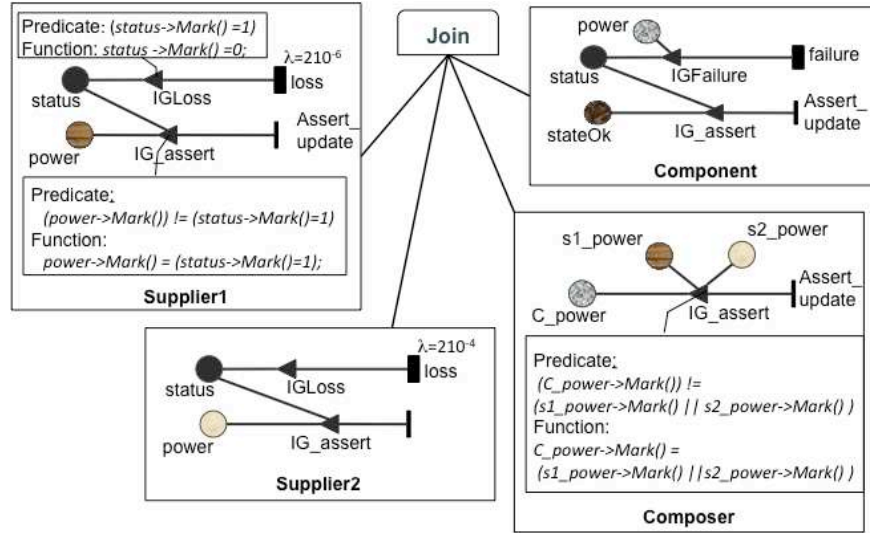 Join
Predicate: (status->Mark() =1)
Function: status ->Mark() =0;
λ=210⁻⁶
loss
status
IGLoss
Assert_
update
power
IG_assert
Predicate:
(power->Mark()) != (status->Mark()=1)
Function:
power->Mark() = (status->Mark()=1);
Supplier1
power
failure
status
IGFailure
Assert_
update
stateOk
IG_assert
Component
λ=210⁻⁴
loss
status
IGLoss
power
IG_assert
Supplier2
s1_power
s2_power
Assert_
update
C_power
IG_assert
Predicate:
(C_power->Mark()) !=
(s1_power->Mark() || s2_power->Mark() )
Function:
C_power->Mark() =
(s1_power->Mark() ||s2_power->Mark() )
Composer